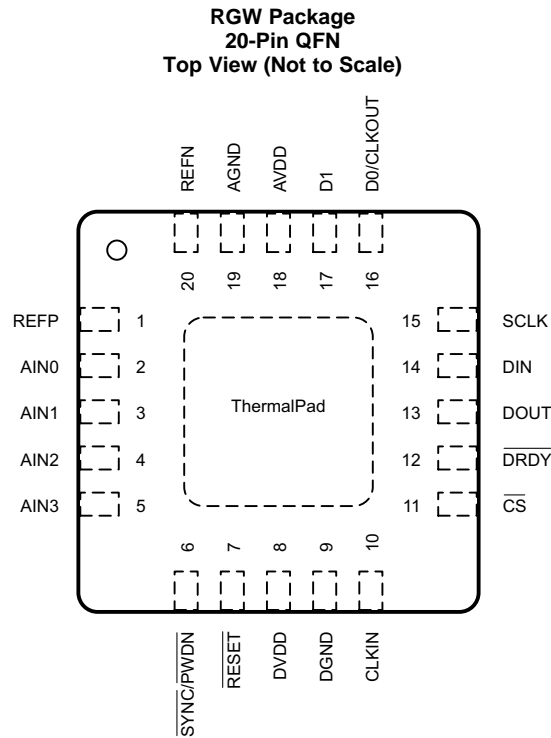 RGW Package
20-Pin QFN
Top View (Not to Scale)
REFN
AGND
AVDD
D1
D0/CLKOUT
20
19
18
17
16
REFP 1
AIN0 2
AIN1 3
AIN2 4
AIN3 5
ThermalPad
15 SCLK
14 DIN
13 DOUT
12 DRDY
11 CS
6
7
8
9
10
SYNC/PWDN
RESET
DVDD
DGND
CLKIN